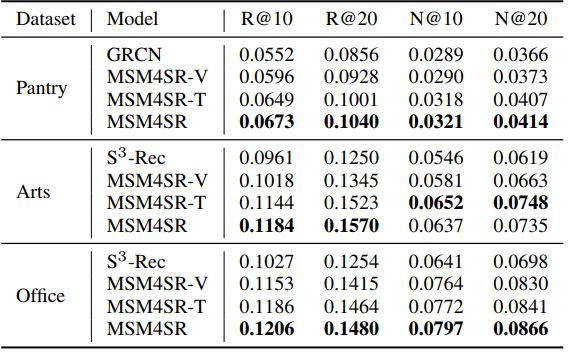 Dataset Model R@10 R@20 N@10 N@20
GRCN 0.0552 0.0856 0.0289 0.0366
MSM4SR-V 0.0596 0.0928 0.0290 0.0373
Pantry
MSM4SR-T 0.0649 0.1001 0.0318 0.0407
MSM4SR 0.0673 0.1040 0.0321 0.0414
S³-Rec 0.0961 0.1250 0.0546 0.0619
MSM4SR-V 0.1018 0.1345 0.0581 0.0663
Arts
MSM4SR-T 0.1144 0.1523 0.0652 0.0748
MSM4SR 0.1184 0.1570 0.0637 0.0735
S³-Rec 0.1027 0.1254 0.0641 0.0698
MSM4SR-V 0.1153 0.1415 0.0764 0.0830
Office
MSM4SR-T 0.1186 0.1464 0.0772 0.0841
MSM4SR 0.1206 0.1480 0.0797 0.0866